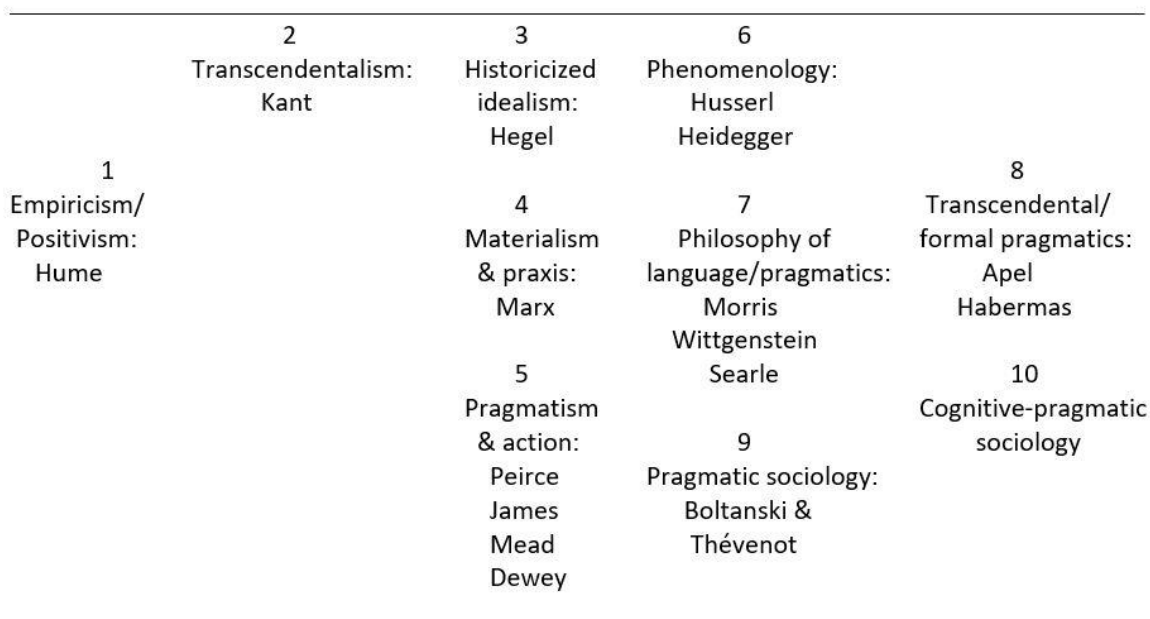 2
Transcendentalism:
Kant
3
Historicized
idealism:
Hegel
6
Phenomenology:
Husserl
Heidegger
1
Empiricism/
Positivism:
Hume
4
Materialism
& praxis:
Marx
7
Philosophy of
language/pragmatics:
Morris
Wittgenstein
Searle
8
Transcendental/
formal pragmatics:
Apel
Habermas
5
Pragmatism
& action:
Peirce
James
Mead
Dewey
9
Pragmatic sociology:
Boltanski &
Thévenot
10
Cognitive-pragmatic
sociology